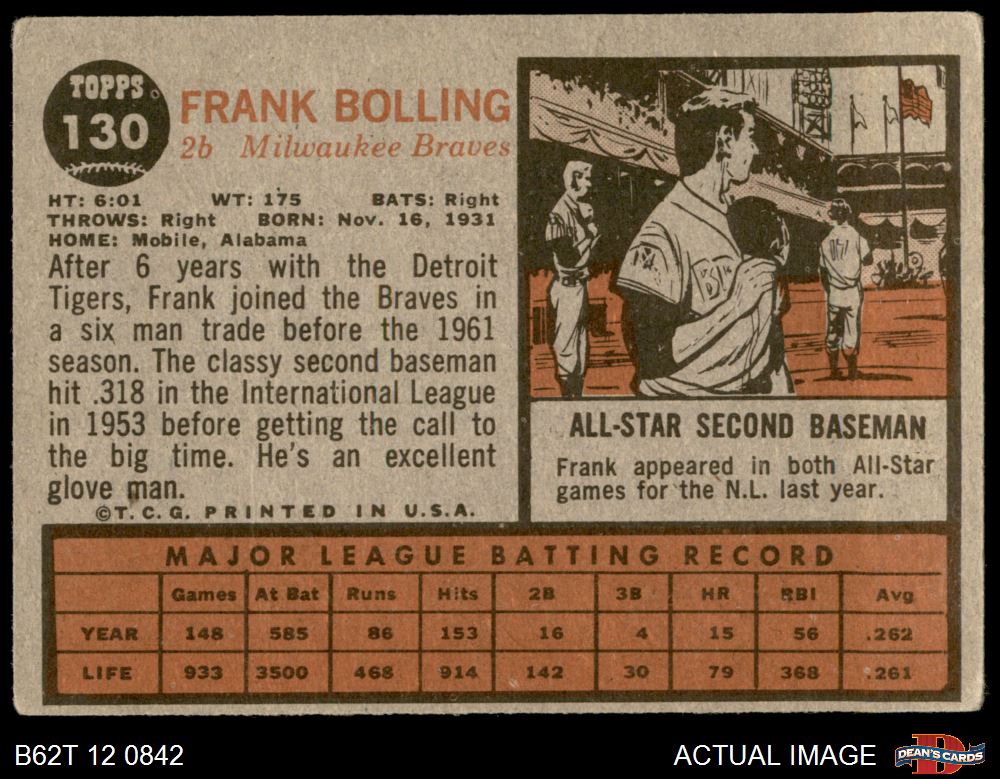 TOPPS
130
FRANK BOLLING
2b Milwaukee Braves
HT: 6:01 WT: 175 BATS: Right
THROWS: Right BORN: Nov. 16, 1931
HOME: Mobile, Alabama
After 6 years with the Detroit
Tigers, Frank joined the Braves in
a six man trade before the 1961
season. The classy second baseman
hit .318 in the International League
in 1953 before getting the call to
the big time. He's an excellent
glove man.
©T.C.G. PRINTED IN U.S.A.
ALL-STAR SECOND BASEMAN
Frank appeared in both All-Star
games for the N.L. last year.
MAJOR LEAGUE BATTING RECORD
Games At Bat Runs Hits 2B 3B HR RBI Avg
YEAR 148 585 86 153 16 4 15 56 .262
LIFE 933 3500 468 914 142 30 79 368 .261
B62T 12 0842
ACTUAL IMAGE
DEAN'S CARDS